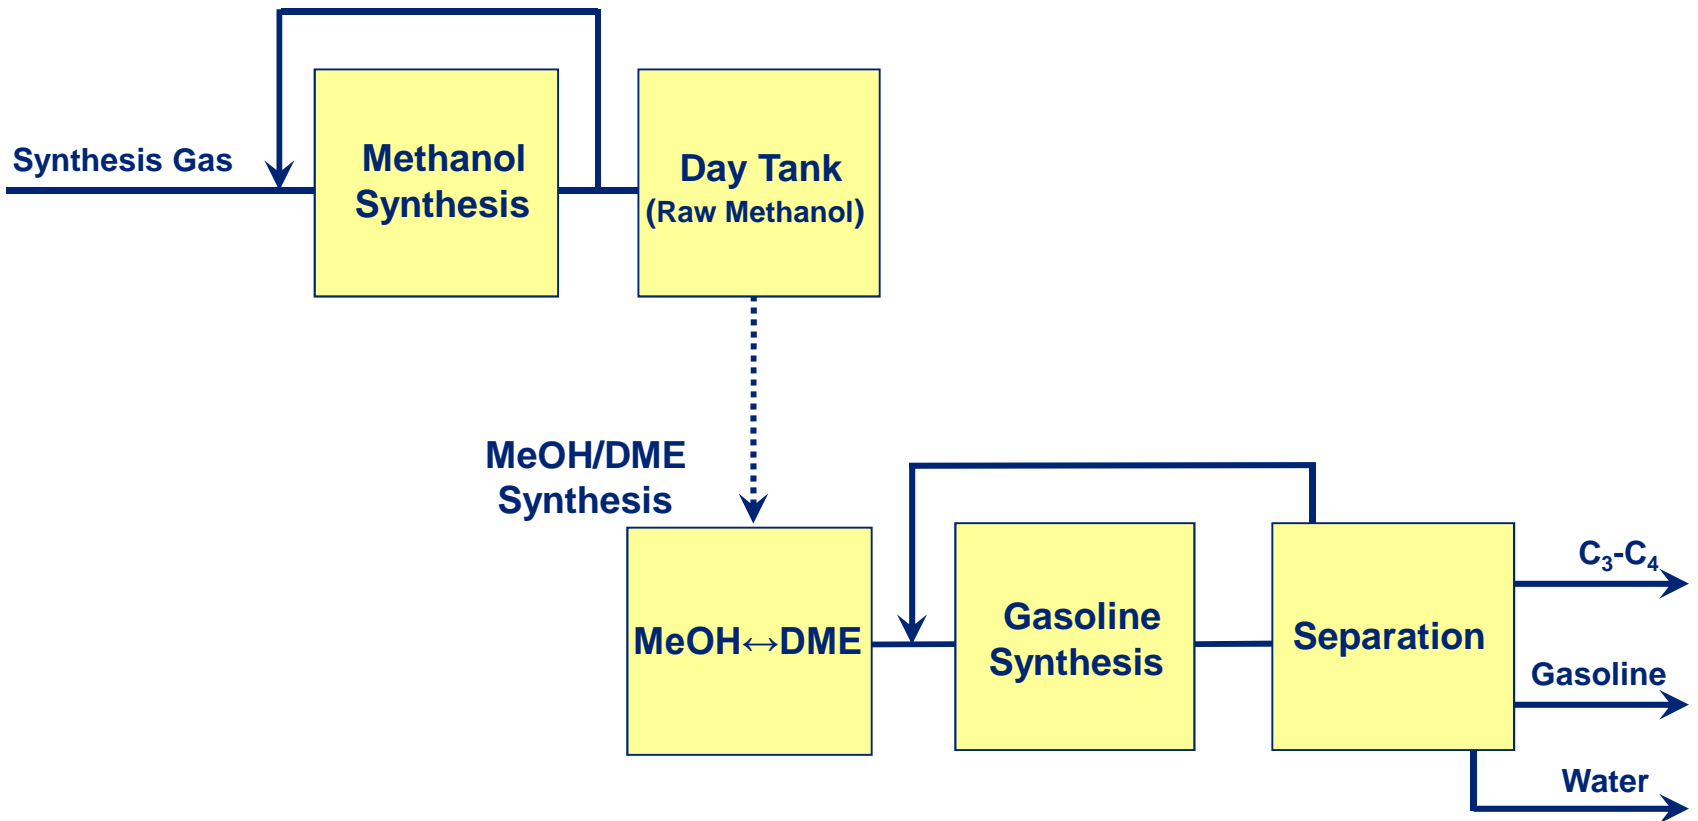 Synthesis Gas
Methanol
Synthesis
Day Tank
(Raw Methanol)
MeOH/DME
Synthesis
MeOH↔DME
Gasoline
Synthesis
Separation
C₃-C₄
Gasoline
Water